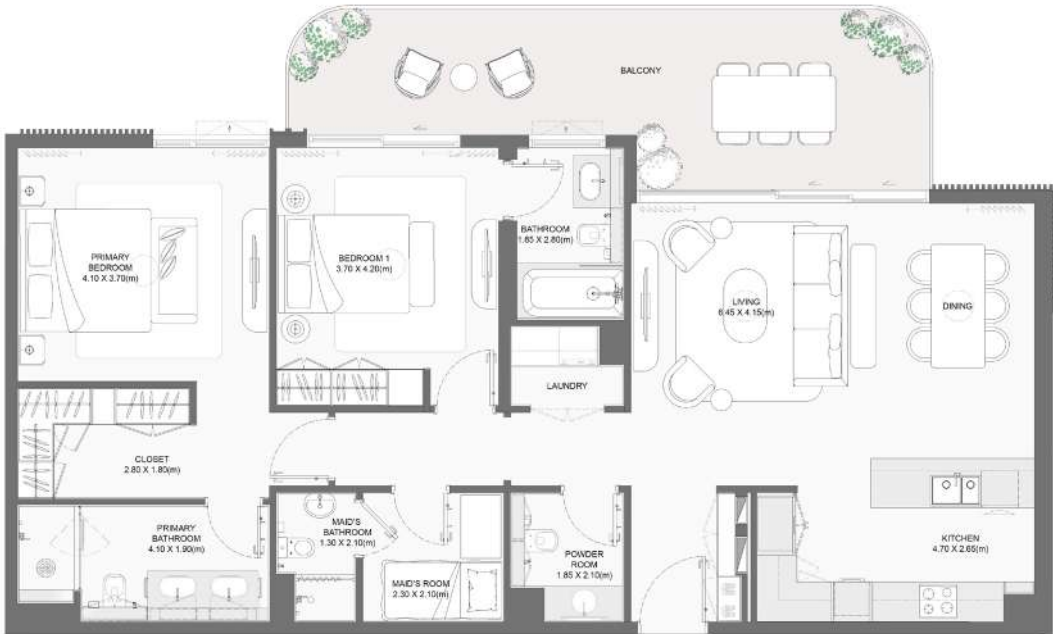 BALCONY
PRIMARY
BEDROOM
4.10 X 3.70(m)
BEDROOM 1
3.70 X 4.20(m)
BATHROOM
1.65 X 2.80(m)
LIVING
6.45 X 4.15(m)
DINING
LAUNDRY
CLOSET
2.80 X 1.80(m)
PRIMARY
BATHROOM
4.10 X 1.90(m)
MAID'S
BATHROOM
1.30 X 2.10(m)
MAID'S ROOM
2.30 X 2.10(m)
POWDER
ROOM
1.85 X 2.10(m)
KITCHEN
4.70 X 2.65(m)